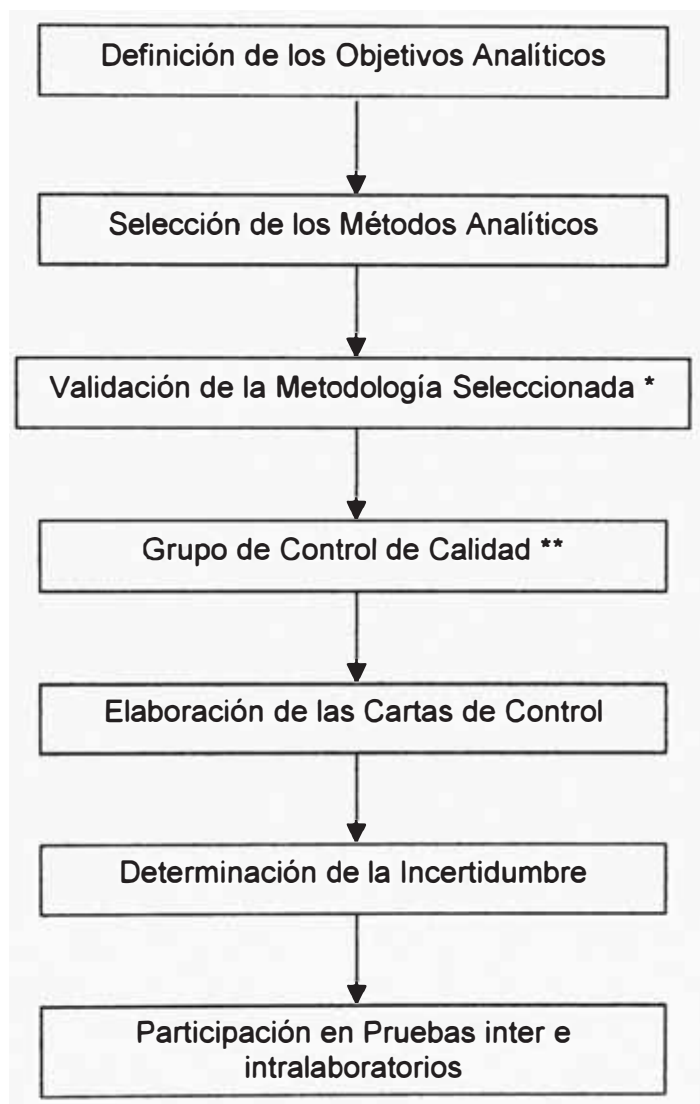 Definición de los Objetivos Analíticos
Selección de los Métodos Analíticos
Validación de la Metodología Seleccionada *
Grupo de Control de Calidad **
Elaboración de las Cartas de Control
Determinación de la Incertidumbre
Participación en Pruebas inter e
intralaboratorios